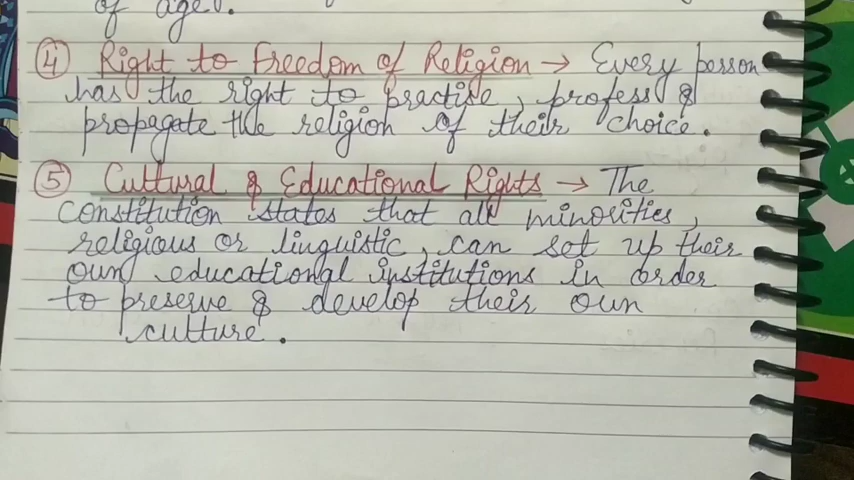 of age.
④ Right to Freedom of Religion → Every person
has the right to practise, profess &
propagate the religion of their choice.
⑤ Cultural & Educational Rights → The
Constitution states that all minorities,
religious or linguistic, can set up their
own educational institutions in order
to preserve & develop their own
culture.